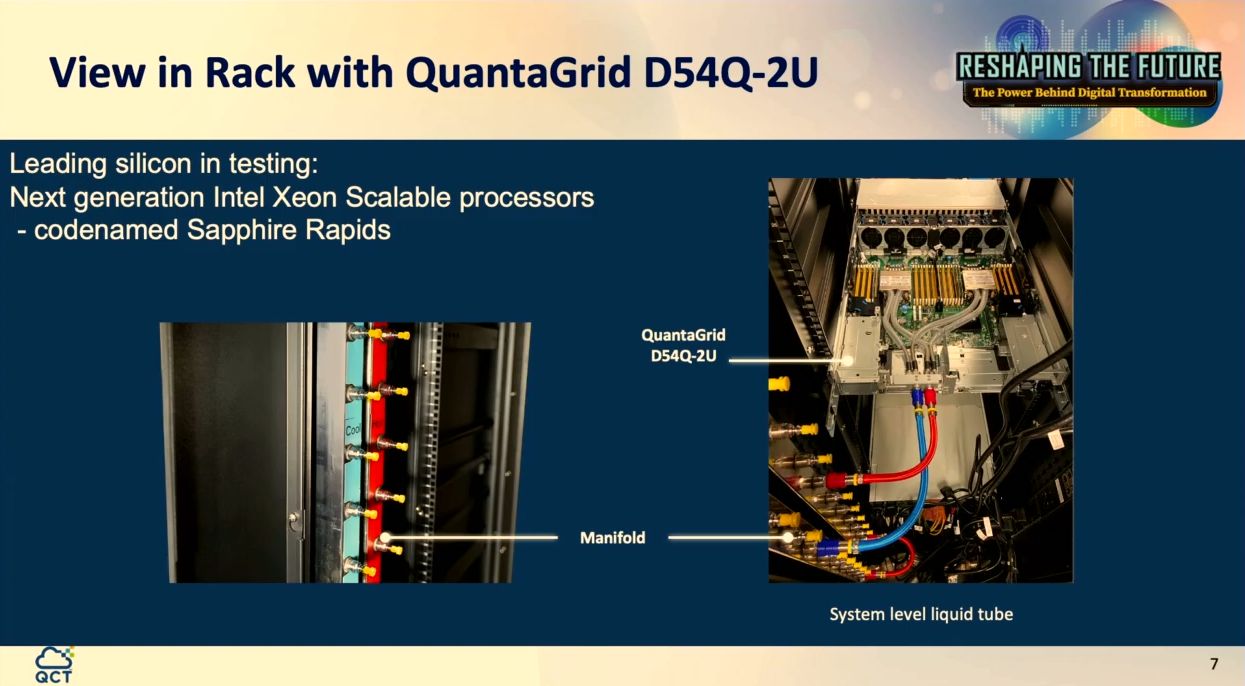 View in Rack with QuantaGrid D54Q-2U
RESHAPING THE FUTURE
The Power Behind Digital Transformation
Leading silicon in testing:
Next generation Intel Xeon Scalable processors
- codenamed Sapphire Rapids
QuantaGrid
D54Q-2U
Cool
Manifold
System level liquid tube
QCT
7